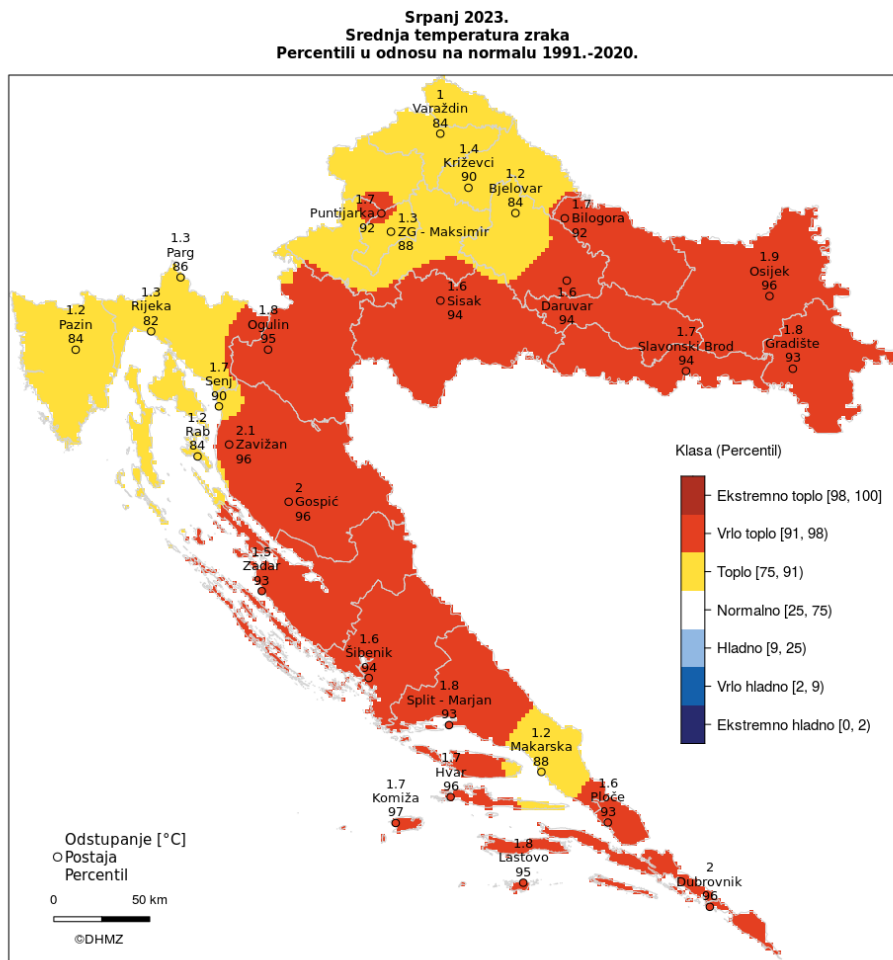 Srpanj 2023.
Srednja temperatura zraka
Percentili u odnosu na normalu 1991.-2020.
1
Varaždin
84
1.4
Križevci
90
1.2
Bjelovar
84
1.7
Puntijarka
92
1.3
ZG - Maksimir
88
1.7
Bilogora
92
1.3
Parg
86
1.9
Osijek
96
1.3
Rijeka
82
1.2
Pazin
84
1.8
Ogulin
95
1.6
Sisak
94
1.6
Daruvar
94
1.7
Slavonski Brod
94
1.8
Gradište
93
1.7
Senj
90
1.2
Rab
84
2.1
Zavižan
96
2
Gospić
96
1.5
Zadar
93
1.6
Šibenik
94
1.8
Split - Marjan
93
1.2
Makarska
88
1.7
Hvar
96
1.7
Komiža
97
1.6
Ploče
93
1.8
Lastovo
95
2
Dubrovnik
96
Klasa (Percentil)
Ekstremno toplo [98, 100]
Vrlo toplo [91, 98)
Toplo [75, 91)
Normalno [25, 75)
Hladno [9, 25)
Vrlo hladno [2, 9)
Ekstremno hladno [0, 2)
Odstupanje [°C]
Postaja
Percentil
0 50 km
©DHMZ